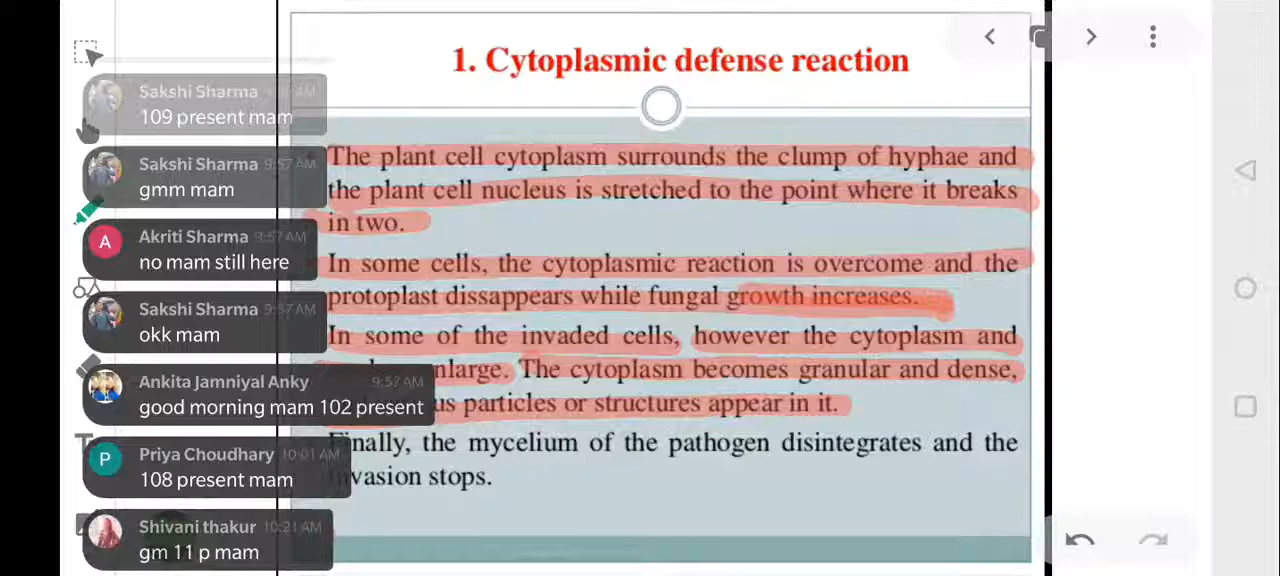 1. Cytoplasmic defense reaction
The plant cell cytoplasm surrounds the clump of hyphae and
the plant cell nucleus is stretched to the point where it breaks
in two.
In some cells, the cytoplasmic reaction is overcome and the
protoplast dissappears while fungal growth increases.
In some of the invaded cells, however the cytoplasm and
nlarge. The cytoplasm becomes granular and dense,
us particles or structures appear in it.
Finally, the mycelium of the pathogen disintegrates and the
vasion stops.
Sakshi Sharma AM
109 present mam
Sakshi Sharma 9:57 AM
gmm mam
A
Akriti Sharma 9:57 AM
no mam still here
Sakshi Sharma 9:57 AM
okk mam
Ankita Jamniyal Anky 9:57 AM
good morning mam 102 present
P
Priya Choudhary 10:01 AM
108 present mam
Shivani thakur 10:21 AM
gm 11 p mam